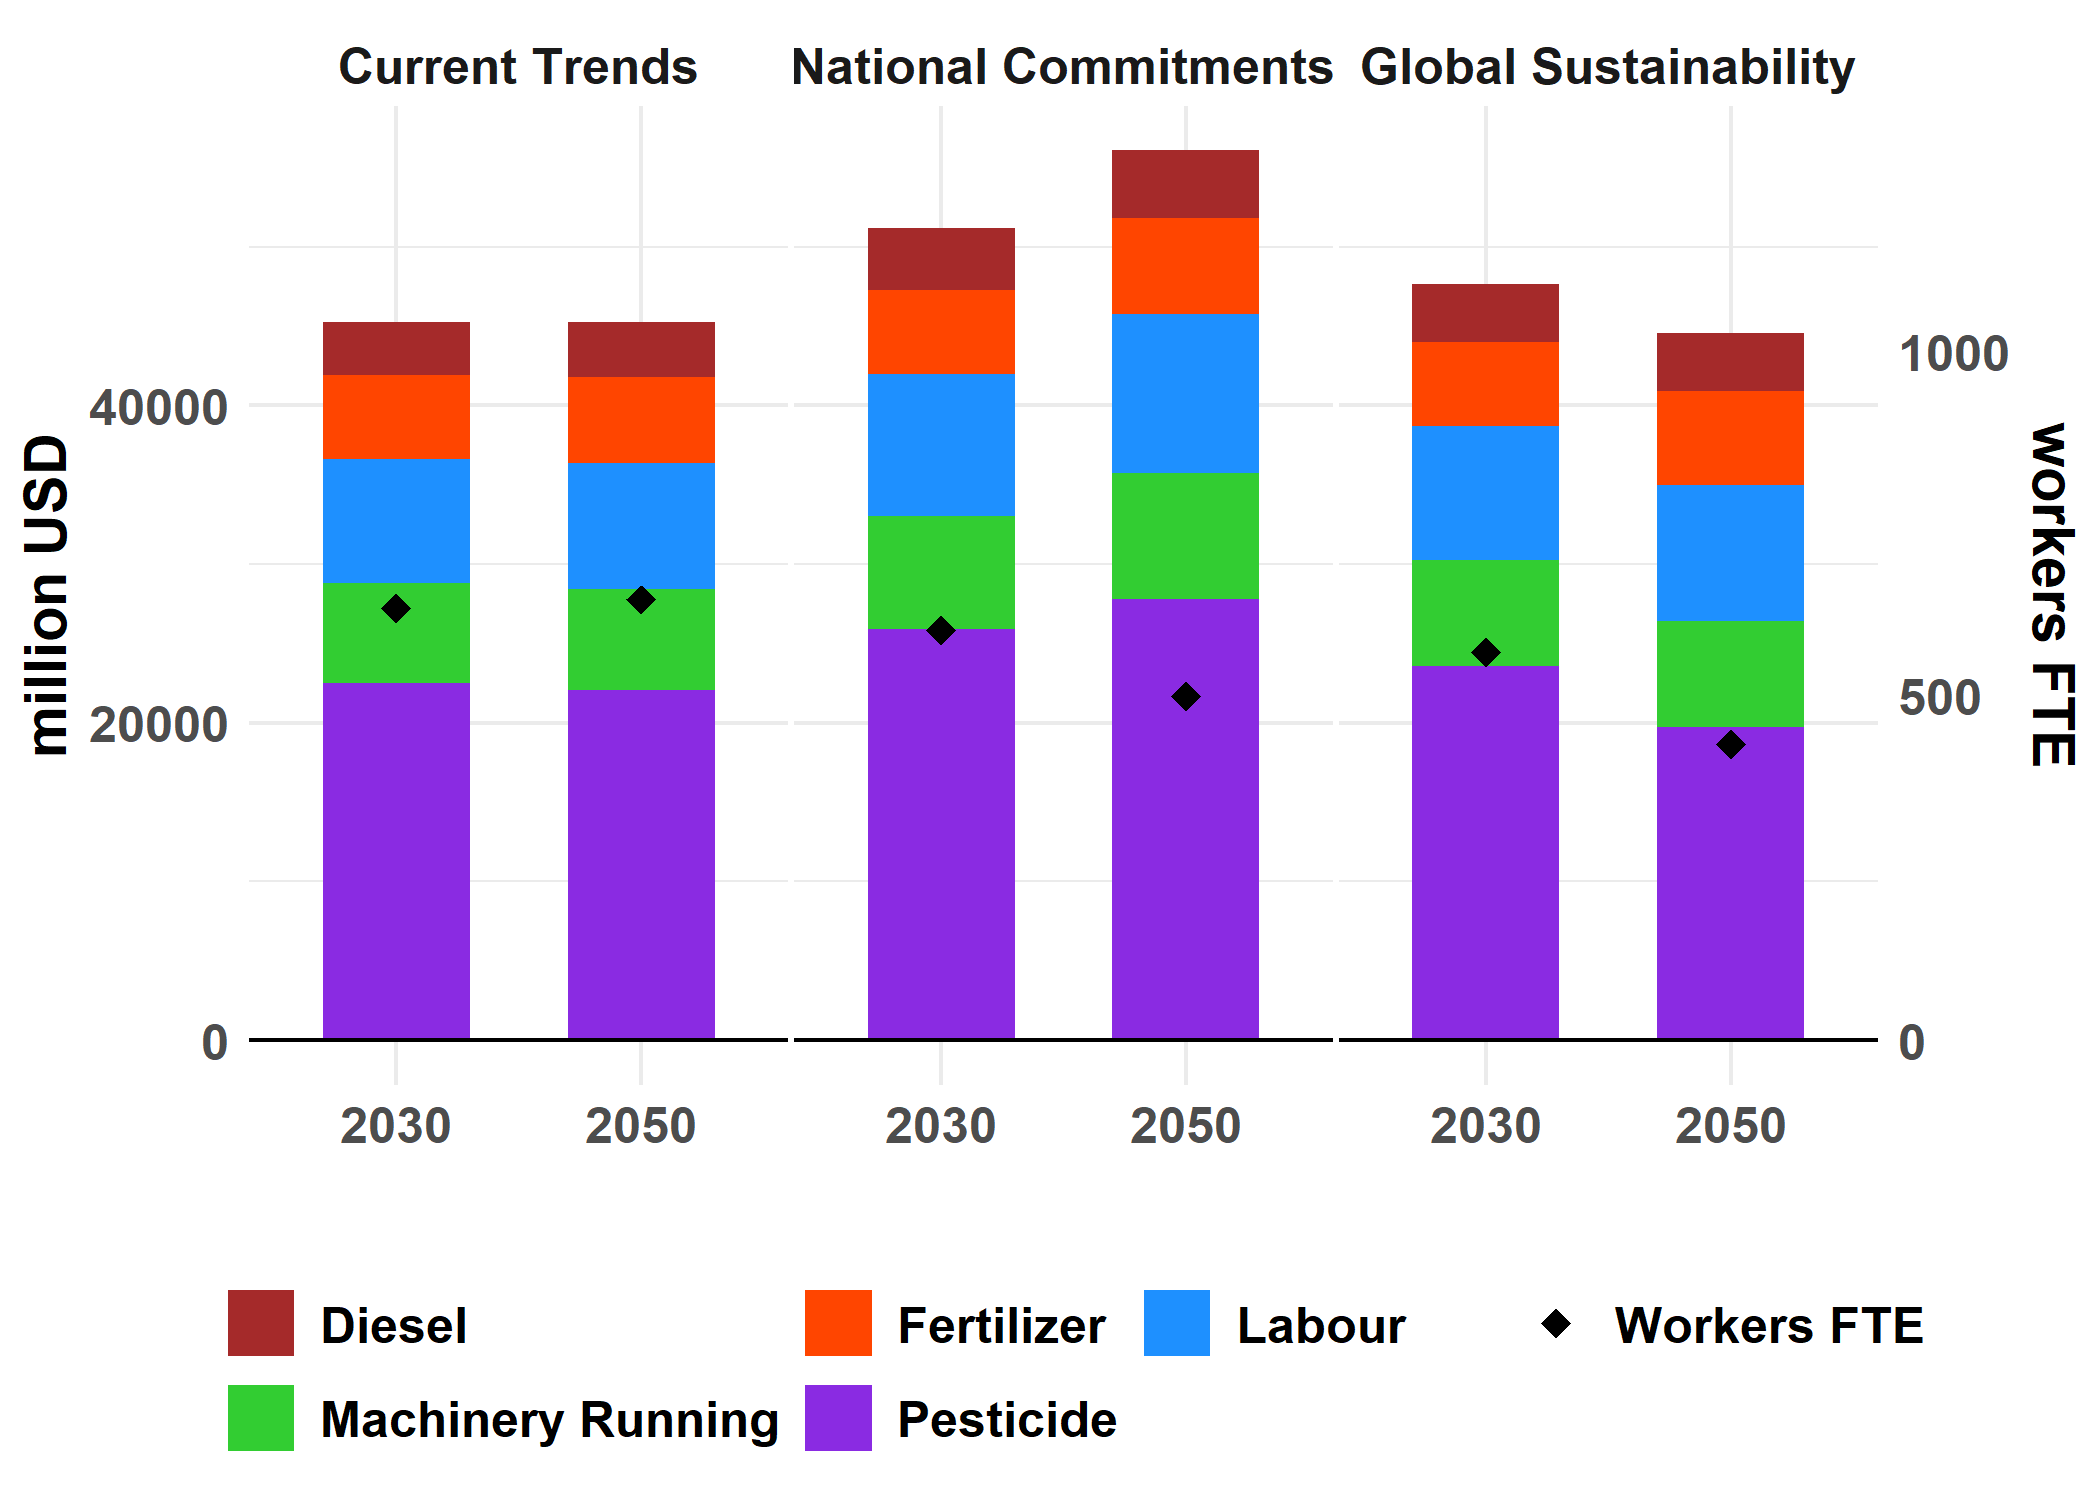 Current Trends National Commitments Global Sustainability
million USD
40000
20000
0
1000
500
0
workers FTE
2030 2050 2030 2050 2030 2050
Diesel Fertilizer Labour Workers FTE
Machinery Running Pesticide